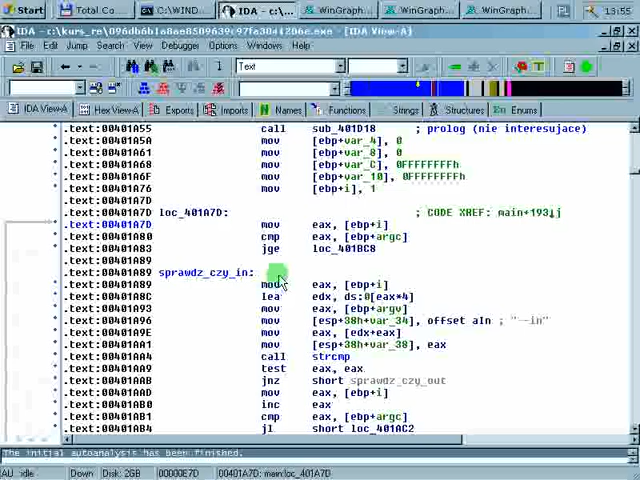 Start Total Co C:\WIND IDA - c:\... WinGraph WinGraph WinGraph 13:55
IDA - c:\kurs_re\ [IDA View-A]
File Edit Jump Search View Debugger Options Windows Help
Text
IDA View-A Hex View-A Exports Imports Names Functions Strings Structures Enums
.text:00401A55 call sub_401D18 ; prolog (nie interesujace)
.text:00401A5A mov [ebp+var_4], 0
.text:00401A61 mov [ebp+var_8], 0
.text:00401A68 mov [ebp+var_C], 0FFFFFFFFh
.text:00401A6F mov [ebp+var_10], 0FFFFFFFFh
.text:00401A76 mov [ebp+i], 1
.text:00401A7D
.text:00401A7D loc_401A7D: ; CODE XREF: main+193↓j
.text:00401A7D mov eax, [ebp+i]
.text:00401A80 cmp eax, [ebp+argc]
.text:00401A83 jge loc_401BC8
.text:00401A89
.text:00401A89 sprawdz_czy_in:
.text:00401A89 mov eax, [ebp+i]
.text:00401A8C lea edx, ds:0[eax*4]
.text:00401A93 mov eax, [ebp+argv]
.text:00401A96 mov [esp+38h+var_34], offset aIn ; "--in"
.text:00401A9E mov eax, [edx+eax]
.text:00401AA1 mov [esp+38h+var_38], eax
.text:00401AA4 call strcmp
.text:00401AA9 test eax, eax
.text:00401AAB jnz short sprawdz_czy_out
.text:00401AAD mov eax, [ebp+i]
.text:00401AB0 inc eax
.text:00401AB1 cmp eax, [ebp+argc]
.text:00401AB4 jl short loc_401AC2
The initial autoanalysis has been finished.
AU: idle Down Disk: 2GB 00000E7D 00401A7D: main:loc_401A7D